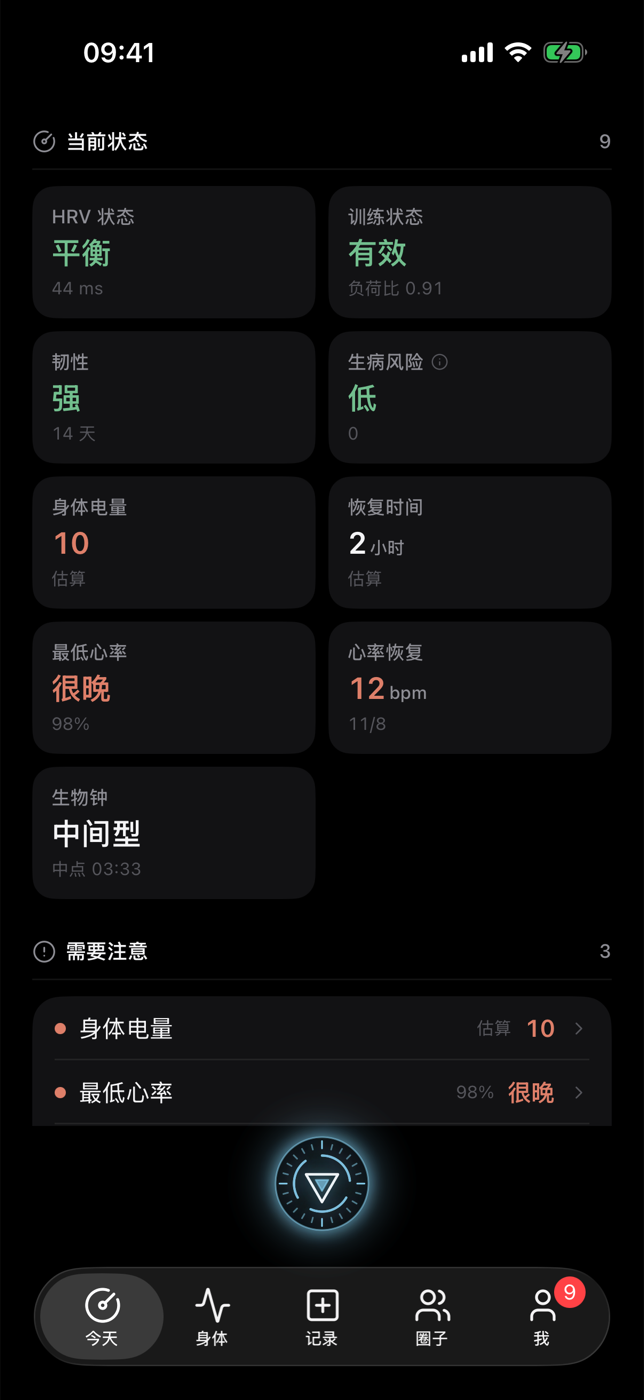 09:41
当前状态 9
HRV 状态
平衡
44 ms
训练状态
有效
负荷比 0.91
韧性
强
14 天
生病风险
低
0
身体电量
10
估算
恢复时间
2 小时
估算
最低心率
很晚
98%
心率恢复
12 bpm
11/8
生物钟
中间型
中点 03:33
需要注意 3
身体电量 估算 10
最低心率 98% 很晚
9
今天 身体 记录 圈子 我